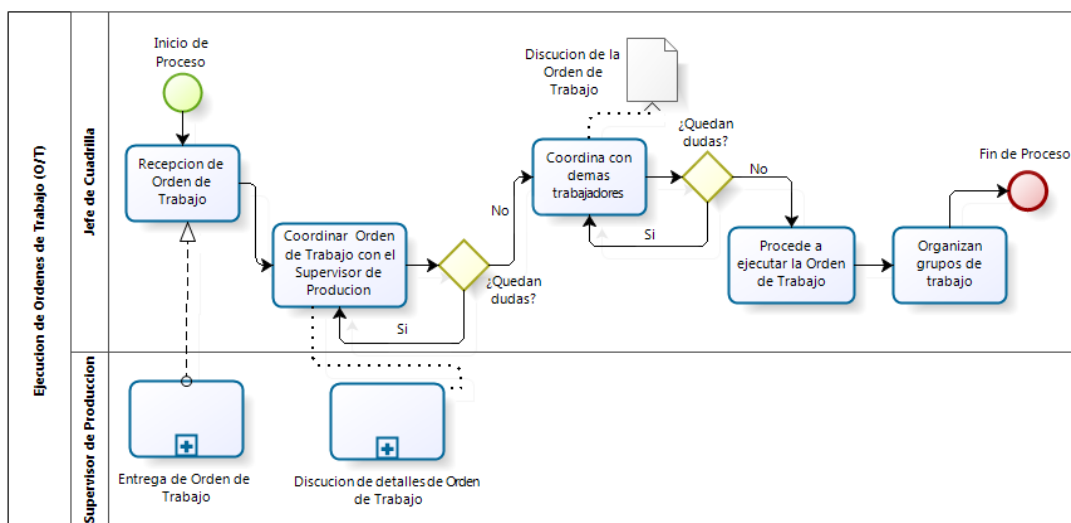 Ejecucion de Ordenes de Trabajo (O/T)
Jefe de Cuadrilla
Inicio de
Proceso
Recepcion de
Orden de
Trabajo
Coordinar Orden
de Trabajo con el
Supervisor de
Producion
¿Quedan
dudas?
Si
No
Discucion de la
Orden de
Trabajo
Coordina con
demas
trabajadores
¿Quedan
dudas?
Si
No
Procede a
ejecutar la Orden
de Trabajo
Organizan
grupos de
trabajo
Fin de Proceso
Supervisor de Produccion
Entrega de Orden de
Trabajo
Discucion de detalles de Orden
de Trabajo